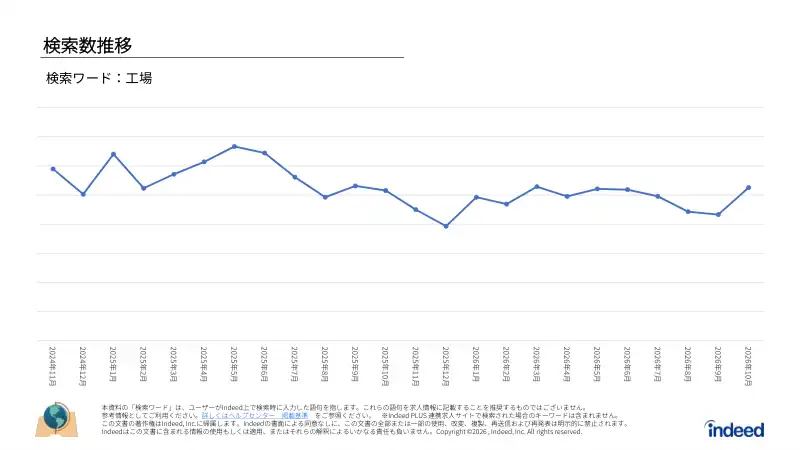 検索数推移
検索ワード：工場
2024年11月
2024年12月
2025年1月
2025年2月
2025年3月
2025年4月
2025年5月
2025年6月
2025年7月
2025年8月
2025年9月
2025年10月
2025年11月
2025年12月
2026年1月
2026年2月
2026年3月
2026年4月
2026年5月
2026年6月
2026年7月
2026年8月
2026年9月
2026年10月
本資料の「検索ワード」は、ユーザーがIndeed上で検索時に入力した語句を指します。これらの語句を求人情報に記載することを推奨するものではございません。
参考情報としてご利用ください。詳しくはヘルプセンター　掲載基準　をご参照ください。　※Indeed PLUS 連携求人サイトで検索された場合のキーワードは含まれません。
この文書の著作権はIndeed, Inc.に帰属します。Indeedの書面による同意なしに、この文書の全部または一部の使用、改変、複製、再送信および再発表は明示的に禁止されます。
Indeedはこの文書に含まれる情報の使用もしくは適用、またはそれらの解釈によるいかなる責任も負いません。Copyright ©2026 , Indeed, Inc. All rights reserved.
indeed